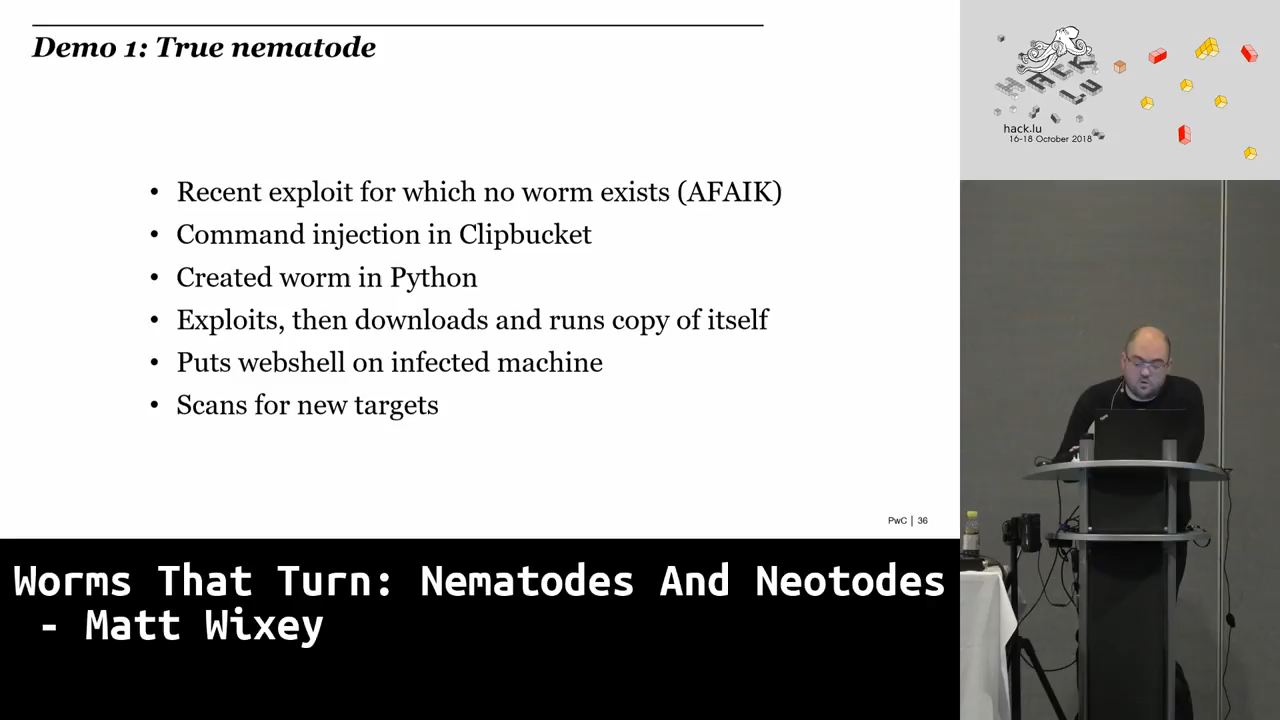 Demo 1: True nematode
• Recent exploit for which no worm exists (AFAIK)
• Command injection in Clipbucket
• Created worm in Python
• Exploits, then downloads and runs copy of itself
• Puts webshell on infected machine
• Scans for new targets
PwC | 36
HACK
LU
hack.lu
16-18 October 2018
Worms That Turn: Nematodes And Neotodes
- Matt Wixey